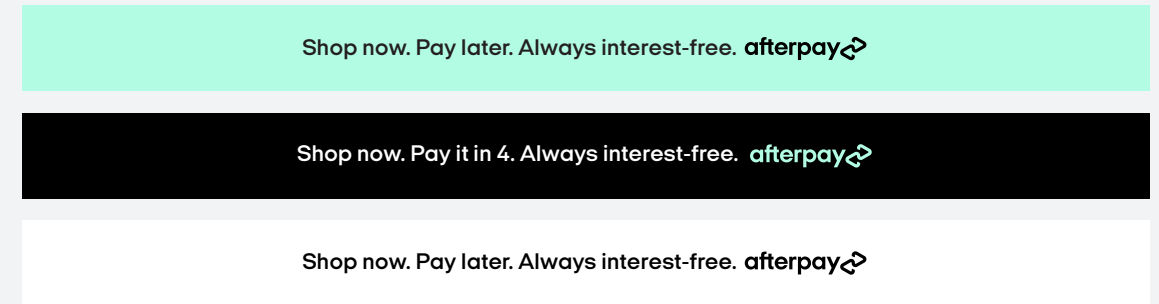 Shop now. Pay later. Always interest-free. afterpay
Shop now. Pay it in 4. Always interest-free. afterpay
Shop now. Pay later. Always interest-free. afterpay